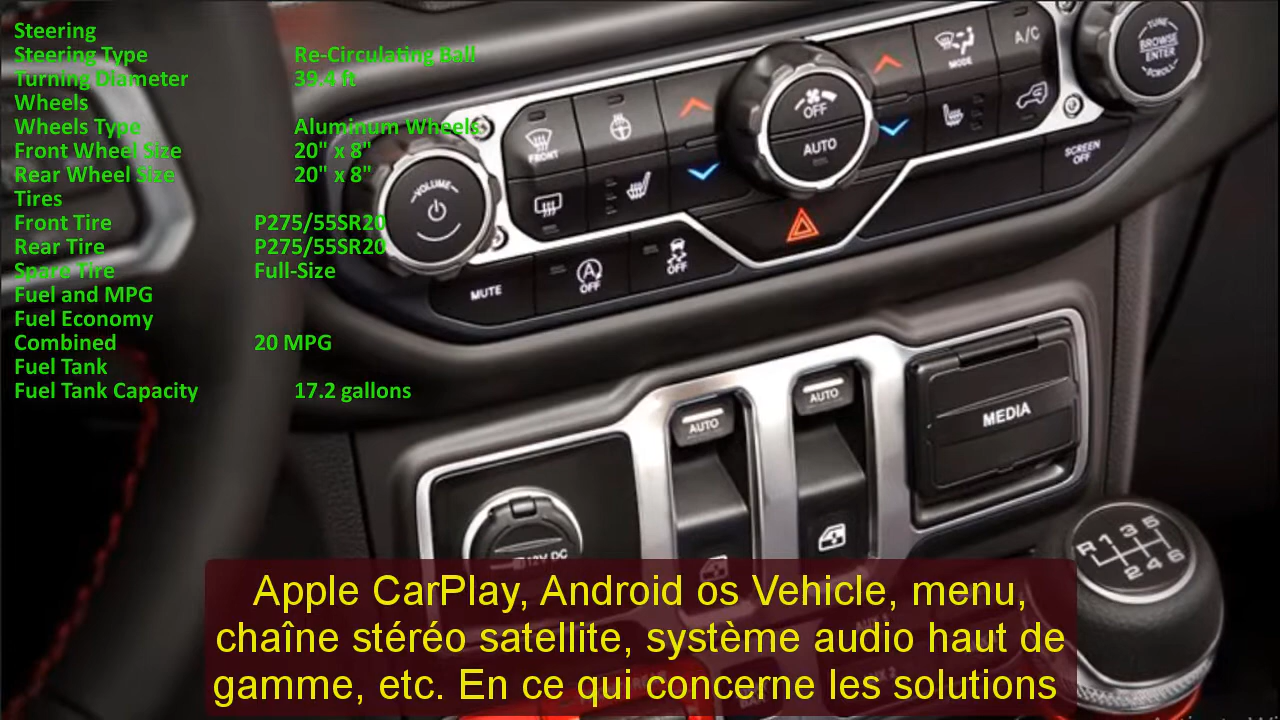 Steering
Steering Type Re-Circulating Ball
Turning Diameter 39.4 ft
Wheels
Wheels Type Aluminum Wheels
Front Wheel Size 20" x 8"
Rear Wheel Size 20" x 8"
Tires
Front Tire P275/55SR20
Rear Tire P275/55SR20
Spare Tire Full-Size
Fuel and MPG
Fuel Economy
Combined 20 MPG
Fuel Tank
Fuel Tank Capacity 17.2 gallons
TUNE
BROWSE
ENTER
SCROLL
A/C
MODE
OFF
AUTO
FRONT
VOLUME
SCREEN
OFF
MUTE
OFF
OFF
AUTO
AUTO
MEDIA
12V DC
R 1 3 5
2 4 6
Apple CarPlay, Android os Vehicle, menu,
chaîne stéréo satellite, système audio haut de
gamme, etc. En ce qui concerne les solutions